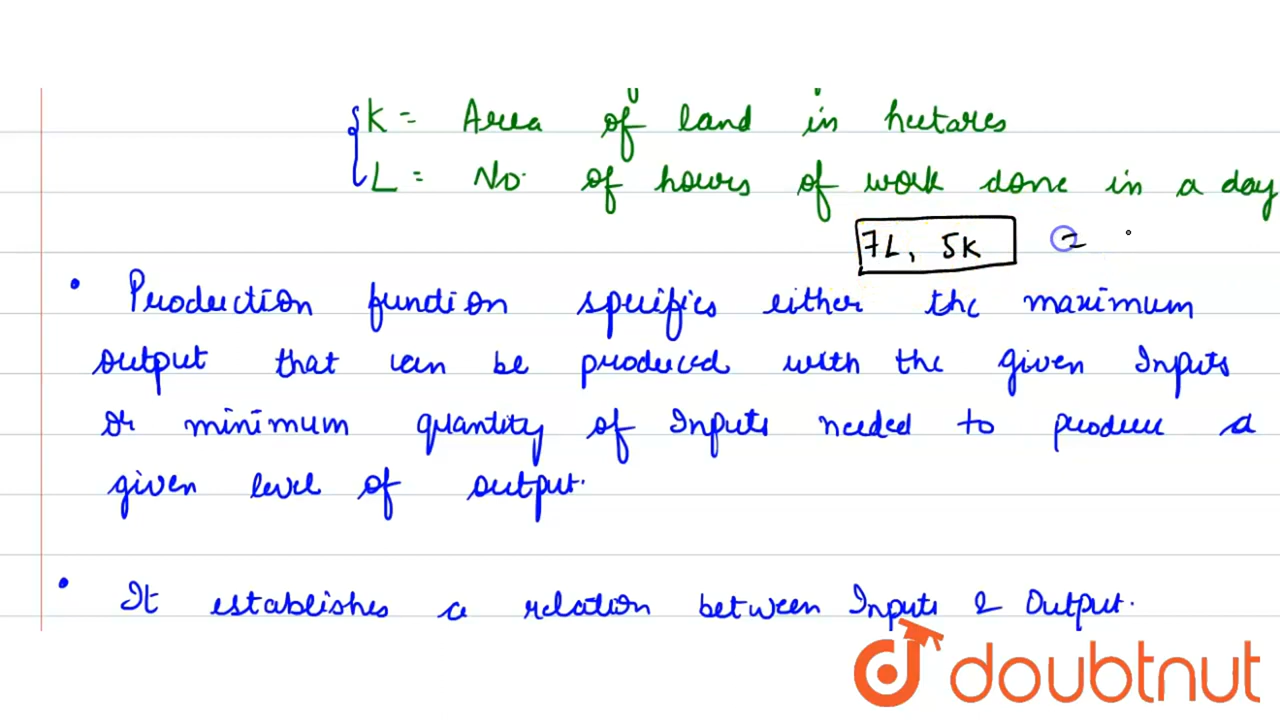 K = Area of land in hectares
L = No. of hours of work done in a day
7L, 5K =
• Production function specifies either the maximum
output that can be produced with the given Inputs
or minimum quantity of Inputs needed to produce a
given level of output.
• It establishes a relation between Inputs & Output.
doubtnut